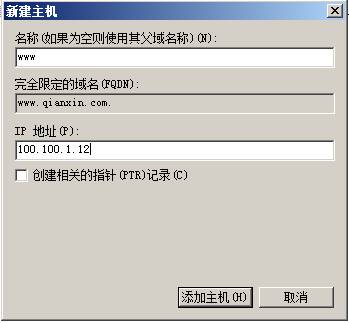 新建主机
名称(如果为空则使用其父域名称)(N):
www
完全限定的域名(FQDN):
www.qianxin.com.
IP 地址(P):
100.100.1.12
创建相关的指针(PTR)记录(C)
添加主机(H) 取消